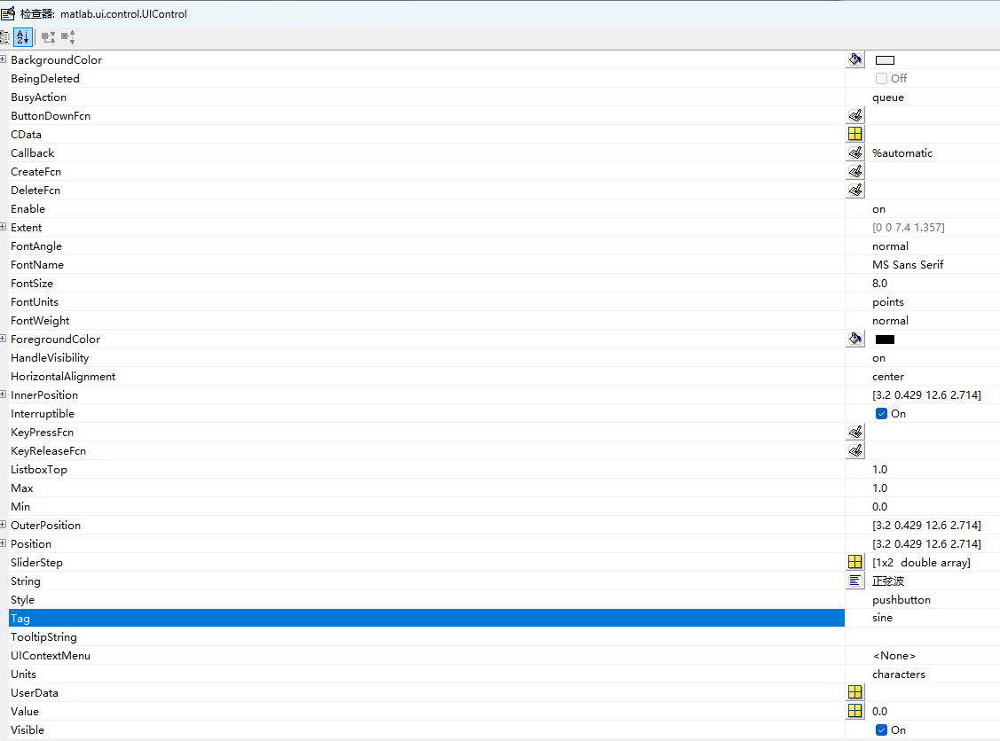 检查器: matlab.ui.control.UIControl
BackgroundColor
BeingDeleted Off
BusyAction queue
ButtonDownFcn
CData
Callback %automatic
CreateFcn
DeleteFcn
Enable on
Extent [0 0 7.4 1.357]
FontAngle normal
FontName MS Sans Serif
FontSize 8.0
FontUnits points
FontWeight normal
ForegroundColor
HandleVisibility on
HorizontalAlignment center
InnerPosition [3.2 0.429 12.6 2.714]
Interruptible On
KeyPressFcn
KeyReleaseFcn
ListboxTop 1.0
Max 1.0
Min 0.0
OuterPosition [3.2 0.429 12.6 2.714]
Position [3.2 0.429 12.6 2.714]
SliderStep [1x2 double array]
String 正弦波
Style pushbutton
Tag sine
TooltipString
UIContextMenu <None>
Units characters
UserData
Value 0.0
Visible On